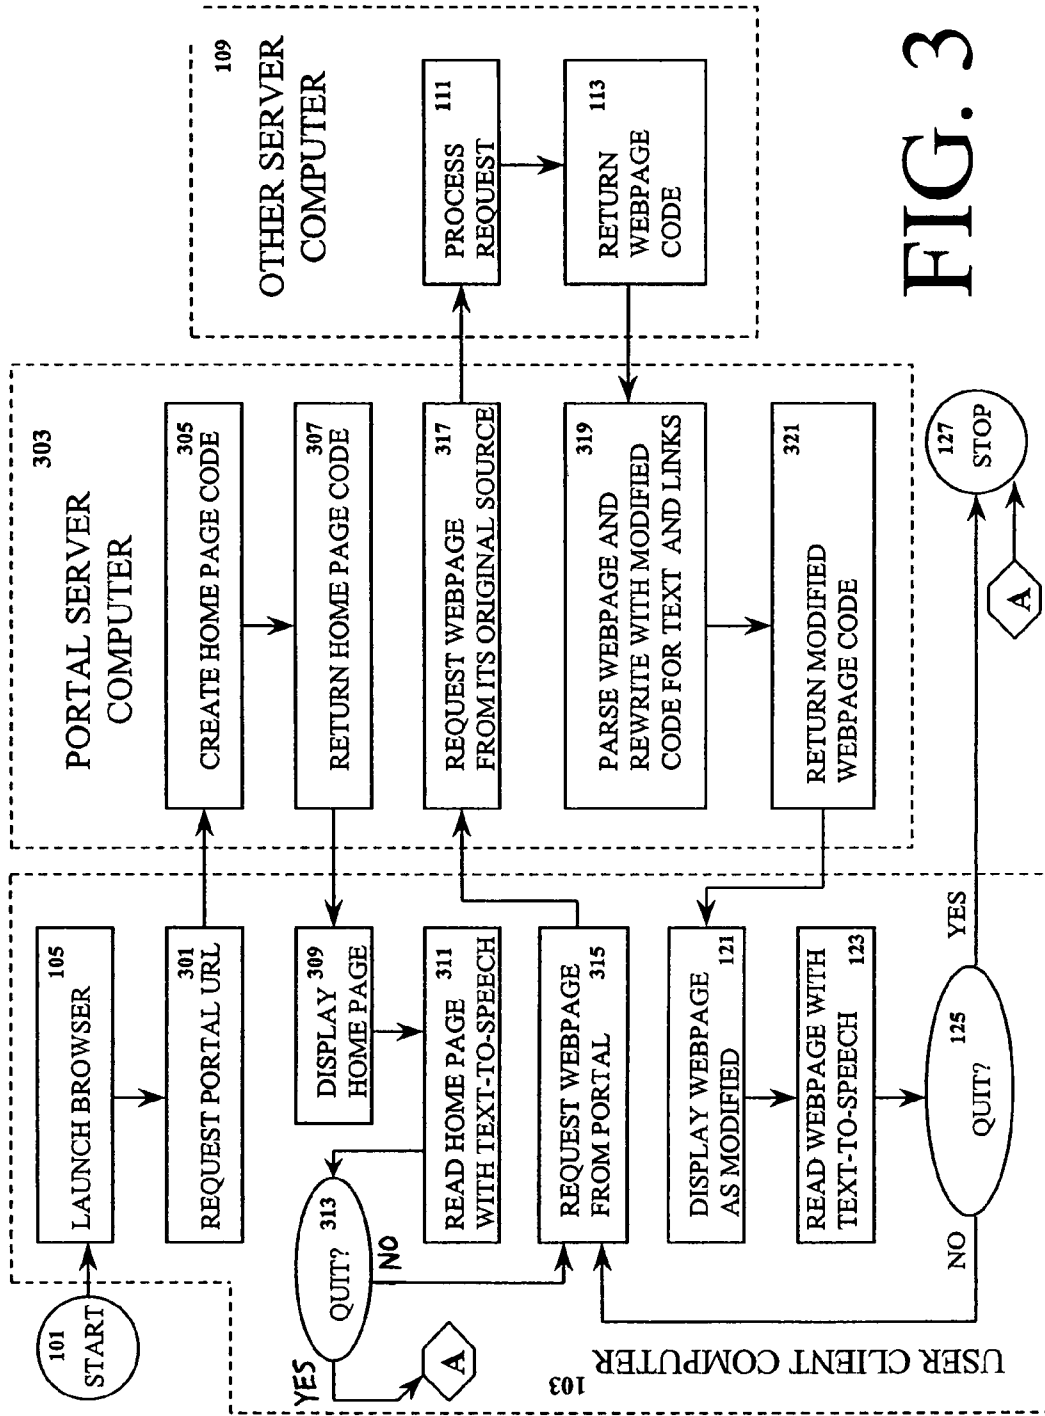 101
START
105
LAUNCH BROWSER
301
REQUEST PORTAL URL
309
DISPLAY
HOME PAGE
311
READ HOME PAGE
WITH TEXT-TO-SPEECH
313
QUIT?
YES
NO
A
315
REQUEST WEBPAGE
FROM PORTAL
121
DISPLAY WEBPAGE
AS MODIFIED
123
READ WEBPAGE WITH
TEXT-TO-SPEECH
125
QUIT?
NO
YES
103
USER CLIENT COMPUTER
303
PORTAL SERVER
COMPUTER
305
CREATE HOME PAGE CODE
307
RETURN HOME PAGE CODE
317
REQUEST WEBPAGE
FROM ITS ORIGINAL SOURCE
319
PARSE WEBPAGE AND
REWRITE WITH MODIFIED
CODE FOR TEXT AND LINKS
321
RETURN MODIFIED
WEBPAGE CODE
127
STOP
A
109
OTHER SERVER
COMPUTER
111
PROCESS
REQUEST
113
RETURN
WEBPAGE
CODE
FIG. 3